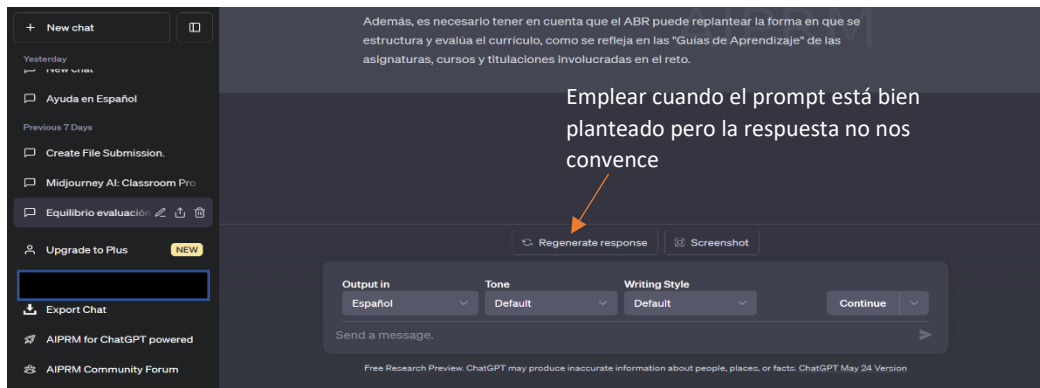 + New chat
Yesterday
New chat
Ayuda en Español
Previous 7 Days
Create File Submission.
Midjourney AI: Classroom Pro
Equilibrio evaluación
Upgrade to Plus NEW
Export Chat
AIPRM for ChatGPT powered
AIPRM Community Forum
Además, es necesario tener en cuenta que el ABR puede replantear la forma en que se
estructura y evalúa el currículo, como se refleja en las "Guías de Aprendizaje" de las
asignaturas, cursos y titulaciones involucradas en el reto.
AIPRM
Emplear cuando el prompt está bien
planteado pero la respuesta no nos
convence
Regenerate response Screenshot
Output in Tone Writing Style
Español Default Default Continue
Send a message.
Free Research Preview. ChatGPT may produce inaccurate information about people, places, or facts. ChatGPT May 24 Version